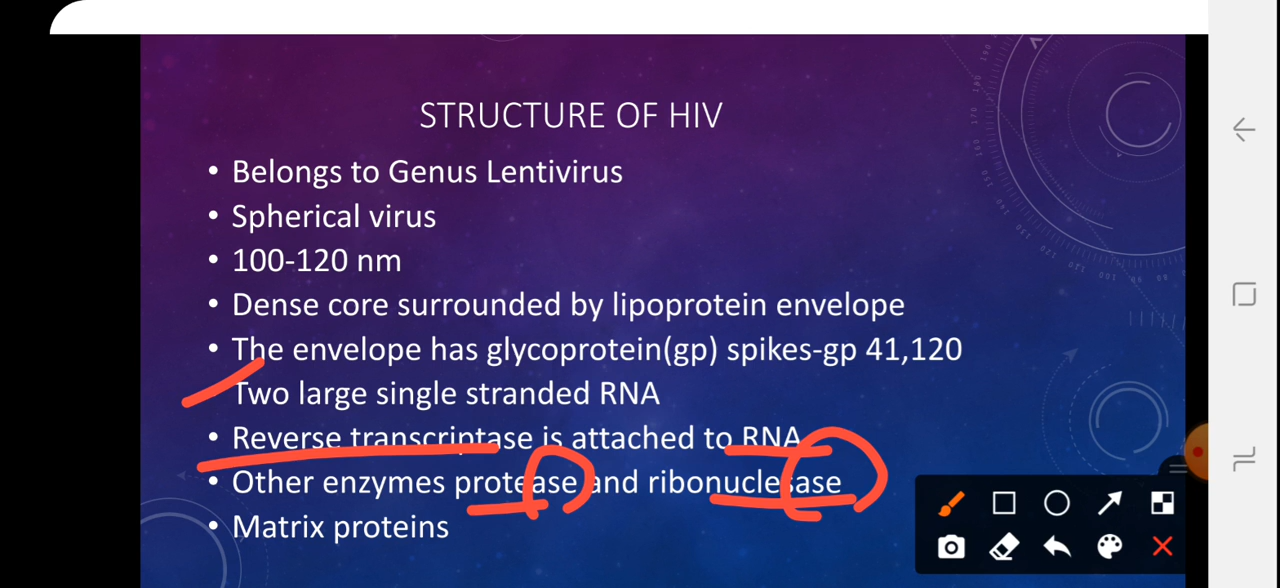 STRUCTURE OF HIV
• Belongs to Genus Lentivirus
• Spherical virus
• 100-120 nm
• Dense core surrounded by lipoprotein envelope
• The envelope has glycoprotein(gp) spikes-gp 41,120
Two large single stranded RNA
• Reverse transcriptase is attached to RNA
• Other enzymes protease and ribonuclesase
• Matrix proteins